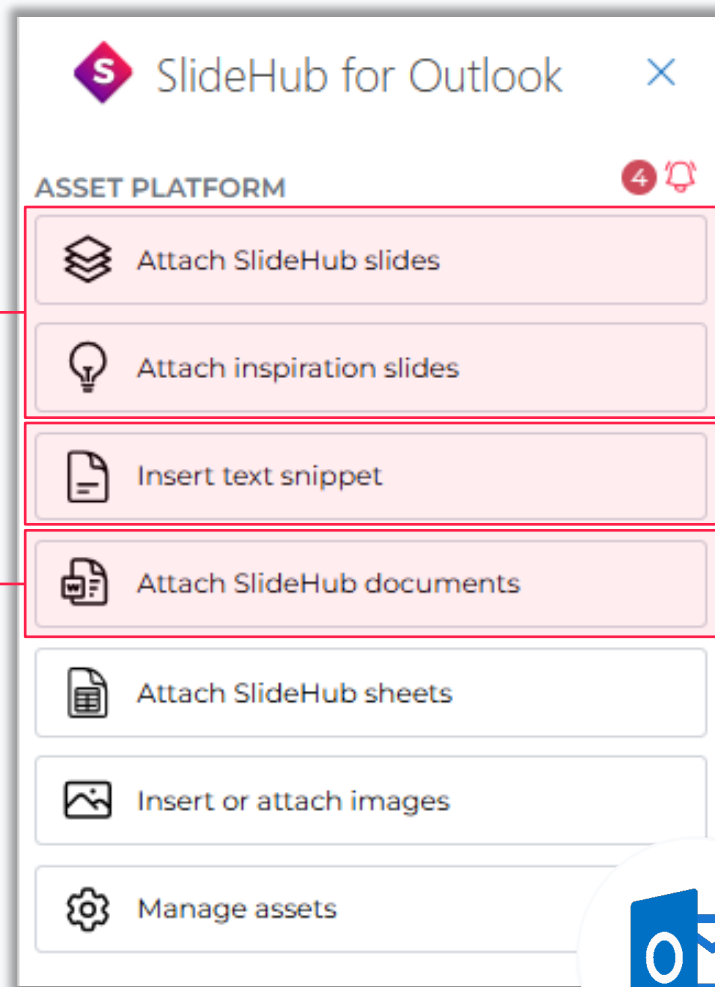 S
SlideHub for Outlook
ASSET PLATFORM
4
Attach SlideHub slides
Attach inspiration slides
Insert text snippet
W
Attach SlideHub documents
Attach SlideHub sheets
Insert or attach images
Manage assets
O